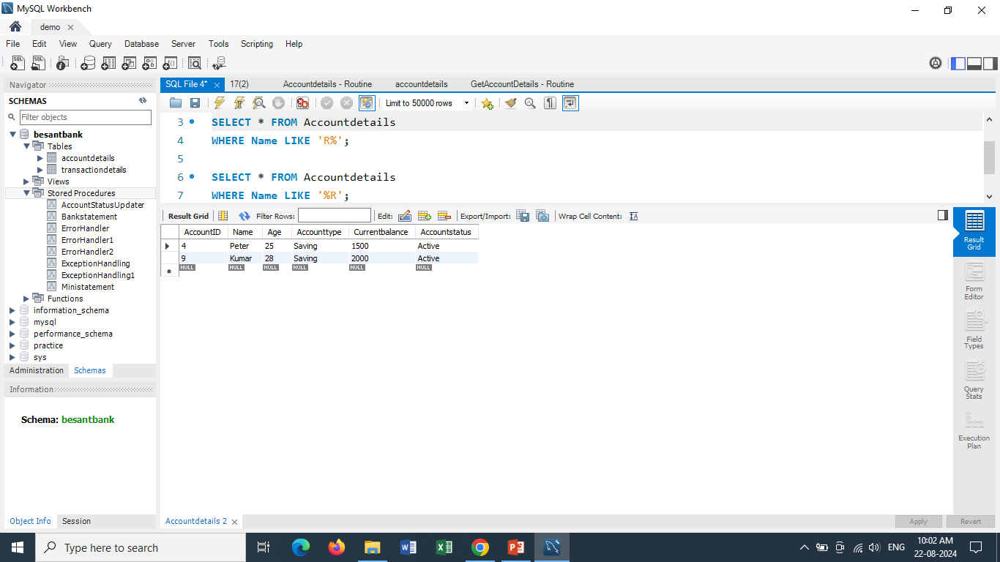 MySQL Workbench
demo
File Edit View Query Database Server Tools Scripting Help
Navigator
SCHEMAS
Filter objects
besantbank
Tables
accountdetails
transactiondetails
Views
Stored Procedures
AccountStatusUpdater
Bankstatement
ErrorHandler
ErrorHandler1
ErrorHandler2
ExceptionHandling
ExceptionHandling1
Ministatement
Functions
information_schema
mysql
performance_schema
practice
sys
Administration Schemas
Information
Schema: besantbank
Object Info Session
SQL File 4* 17(2) Accountdetails - Routine accountdetails GetAccountDetails - Routine
Limit to 50000 rows
3 SELECT * FROM Accountdetails
4 WHERE Name LIKE 'R%';
5
6 SELECT * FROM Accountdetails
7 WHERE Name LIKE '%R';
Result Grid Filter Rows: Edit: Export/Import: Wrap Cell Content:
AccountID Name Age Accounttype Currentbalance Accountstatus
4 Peter 25 Saving 1500 Active
9 Kumar 28 Saving 2000 Active
NULL NULL NULL NULL NULL NULL
Result
Grid
Form
Editor
Field
Types
Query
Stats
Execution
Plan
Accountdetails 2
Apply Revert
Type here to search
ENG
10:02 AM
22-08-2024